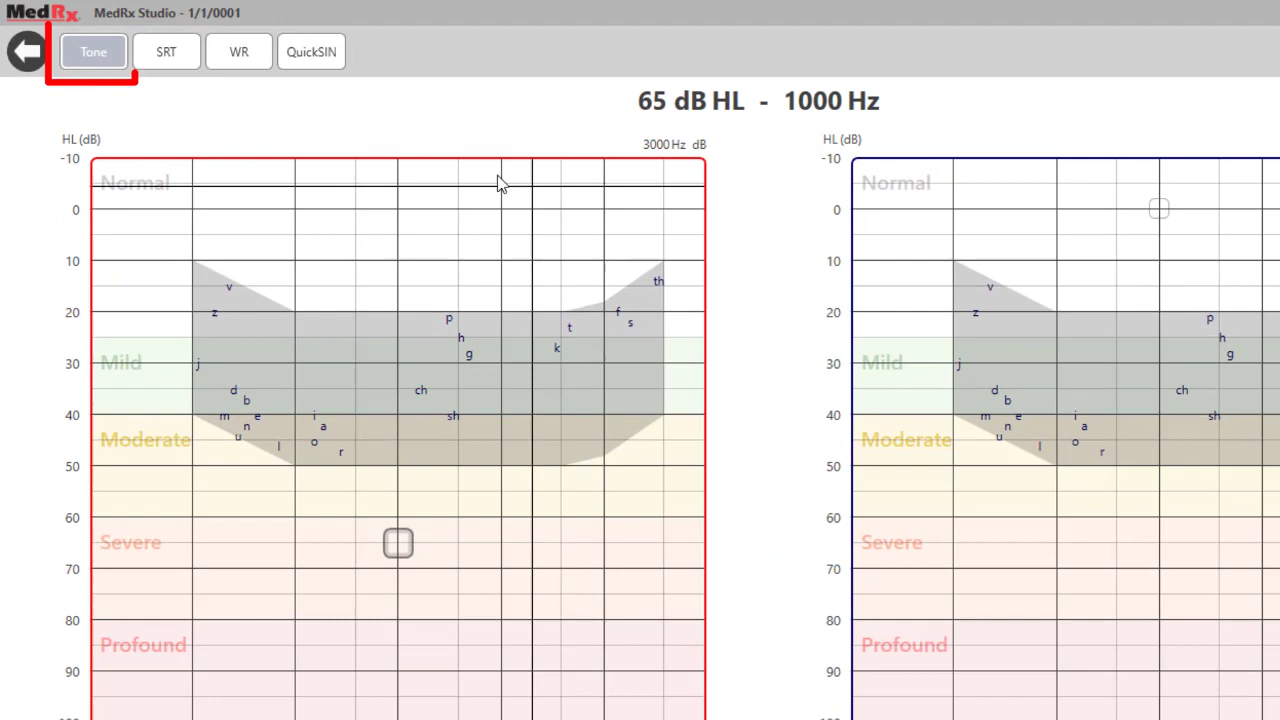 MedRx MedRx Studio - 1/1/0001
Tone SRT WR QuickSIN
65 dB HL - 1000 Hz
HL (dB) 3000 Hz dB HL (dB)
-10 -10
Normal Normal
0 0
10 10
th
v v
z p f s z p
20 20
t
h h
k g g
Mild Mild
30 j 30 j
d ch d ch
b b
40 m e i sh 40 m e i sh
n a n a
Moderate u o Moderate u o
l r l r
50 50
60 60
Severe Severe
70 70
80 80
Profound Profound
90 90